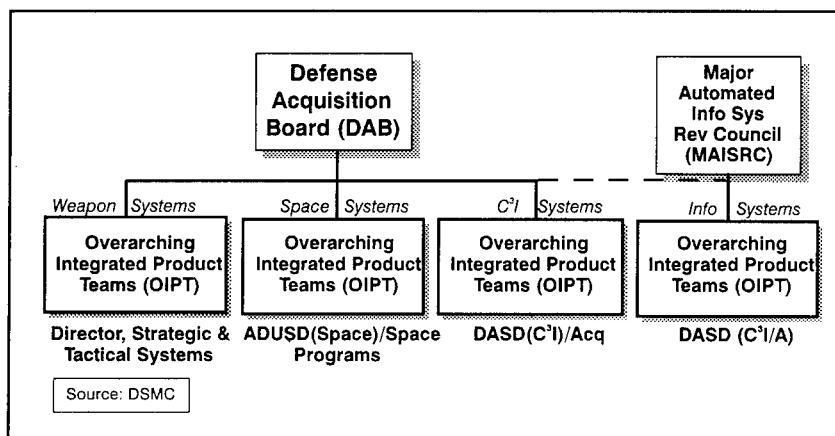 Defense
Acquisition
Board (DAB)
Major
Automated
Info Sys
Rev Council
(MAISRC)
Weapon Systems
Space Systems
C³I Systems
Info Systems
Overarching
Integrated Product
Teams (OIPT)
Overarching
Integrated Product
Teams (OIPT)
Overarching
Integrated Product
Teams (OIPT)
Overarching
Integrated Product
Teams (OIPT)
Director, Strategic &
Tactical Systems
ADUSD(Space)/Space
Programs
DASD(C³I)/Acq
DASD (C³I/A)
Source: DSMC